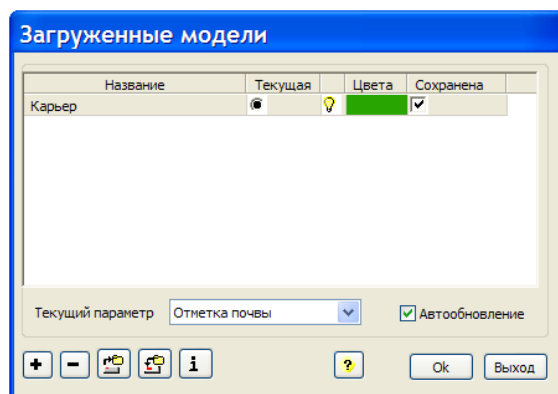 Загруженные модели
Название Текущая Цвета Сохранена
Карьер
Текущий параметр Отметка почвы Автообновление
+ - i ? Ok Выход